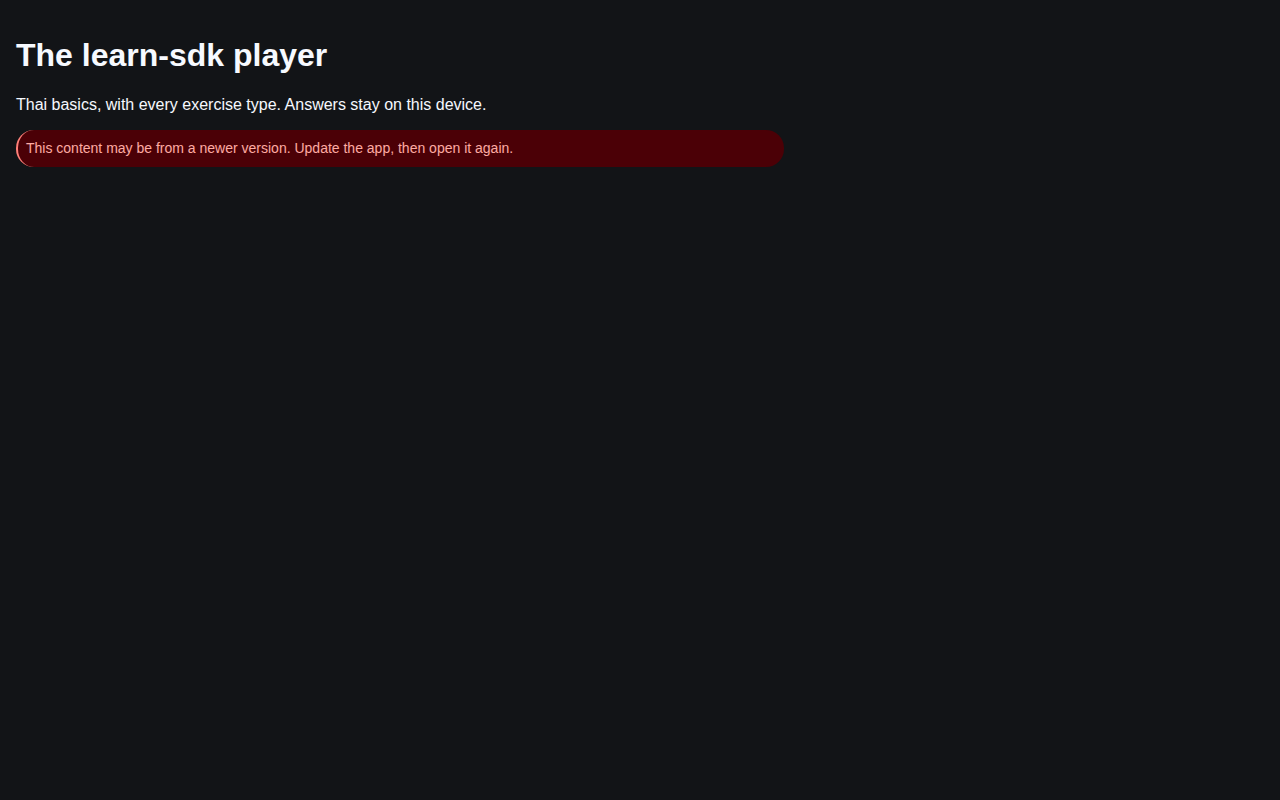 The learn-sdk player
Thai basics, with every exercise type. Answers stay on this device.
This content may be from a newer version. Update the app, then open it again.